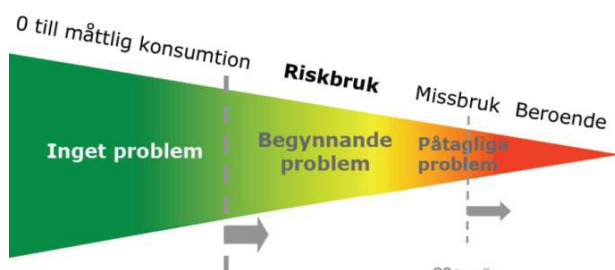 0 till måttlig konsumtion
Riskbruk
Missbruk
Beroende
Inget problem
Begynnande
problem
Påtagliga
problem